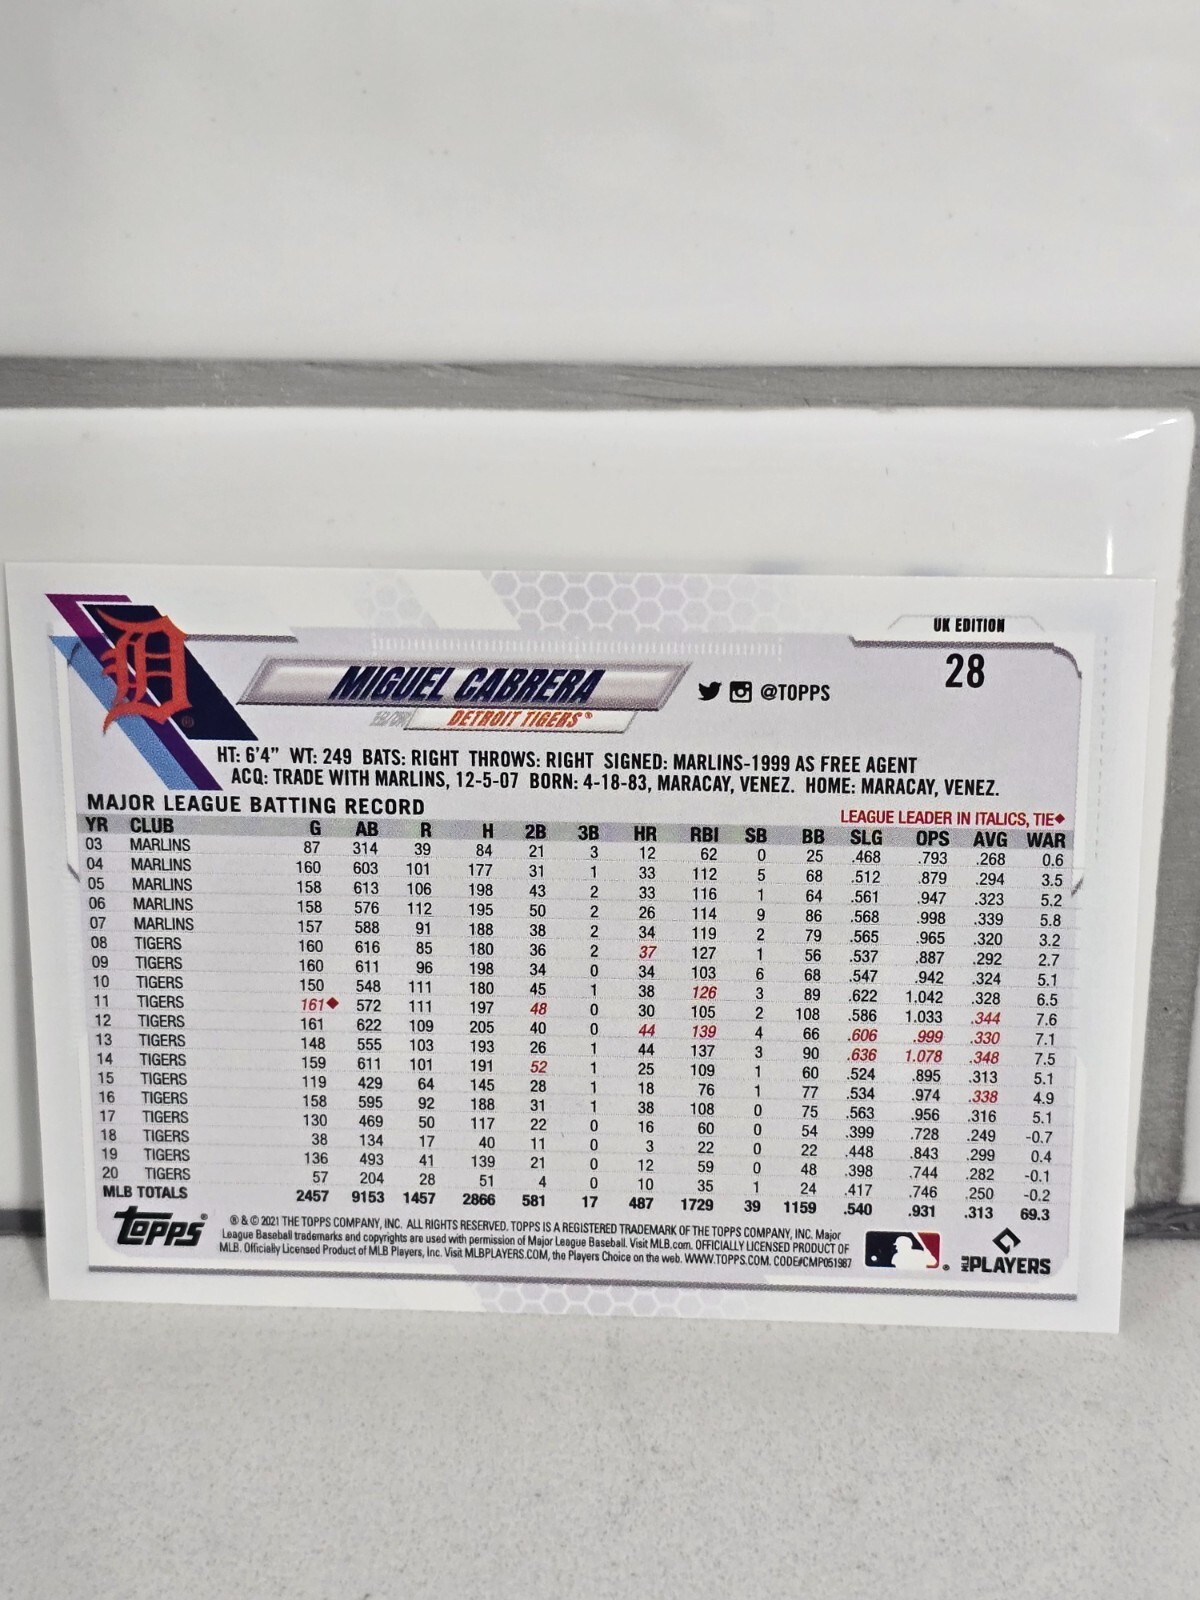 UK EDITION
28
MIGUEL CABRERA
@TOPPS
DETROIT TIGERS®
HT: 6'4" WT: 249 BATS: RIGHT THROWS: RIGHT SIGNED: MARLINS-1999 AS FREE AGENT
ACQ: TRADE WITH MARLINS, 12-5-07 BORN: 4-18-83, MARACAY, VENEZ. HOME: MARACAY, VENEZ.
MAJOR LEAGUE BATTING RECORD
LEAGUE LEADER IN ITALICS, TIE◆
YR CLUB G AB R H 2B 3B HR RBI SB BB SLG OPS AVG WAR
03 MARLINS 87 314 39 84 21 3 12 62 0 25 .468 .793 .268 0.6
04 MARLINS 160 603 101 177 31 1 33 112 5 68 .512 .879 .294 3.5
05 MARLINS 158 613 106 198 43 2 33 116 1 64 .561 .947 .323 5.2
06 MARLINS 158 576 112 195 50 2 26 114 9 86 .568 .998 .339 5.8
07 MARLINS 157 588 91 188 38 2 34 119 2 79 .565 .965 .320 3.2
08 TIGERS 160 616 85 180 36 2 37 127 1 56 .537 .887 .292 2.7
09 TIGERS 160 611 96 198 34 0 34 103 6 68 .547 .942 .324 5.1
10 TIGERS 150 548 111 180 45 1 38 126 3 89 .622 1.042 .328 6.5
11 TIGERS 161◆ 572 111 197 48 0 30 105 2 108 .586 1.033 .344 7.6
12 TIGERS 161 622 109 205 40 0 44 139 4 66 .606 .999 .330 7.1
13 TIGERS 148 555 103 193 26 1 44 137 3 90 .636 1.078 .348 7.5
14 TIGERS 159 611 101 191 52 1 25 109 1 60 .524 .895 .313 5.1
15 TIGERS 119 429 64 145 28 1 18 76 1 77 .534 .974 .338 4.9
16 TIGERS 158 595 92 188 31 1 38 108 0 75 .563 .956 .316 5.1
17 TIGERS 130 469 50 117 22 0 16 60 0 54 .399 .728 .249 -0.7
18 TIGERS 38 134 17 40 11 0 3 22 0 22 .448 .843 .299 0.4
19 TIGERS 136 493 41 139 21 0 12 59 0 48 .398 .744 .282 -0.1
20 TIGERS 57 204 28 51 4 0 10 35 1 24 .417 .746 .250 -0.2
MLB TOTALS 2457 9153 1457 2866 581 17 487 1729 39 1159 .540 .931 .313 69.3
topps®
® & © 2021 THE TOPPS COMPANY, INC. ALL RIGHTS RESERVED. TOPPS IS A REGISTERED TRADEMARK OF THE TOPPS COMPANY, INC. Major
League Baseball trademarks and copyrights are used with permission of Major League Baseball. Visit MLB.com. OFFICIALLY LICENSED PRODUCT OF
MLB. Officially Licensed Product of MLB Players, Inc. Visit MLBPLAYERS.COM, the Players Choice on the web. WWW.TOPPS.COM. CODE#CMP051987
MLB PLAYERS